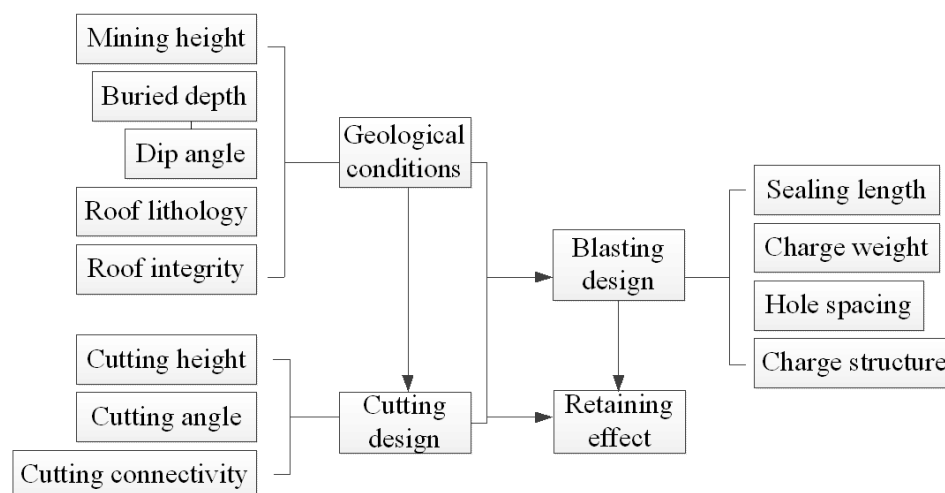 Mining height
Buried depth
Dip angle
Roof lithology
Roof integrity
Geological
conditions
Cutting height
Cutting angle
Cutting connectivity
Cutting
design
Blasting
design
Retaining
effect
Sealing length
Charge weight
Hole spacing
Charge structure